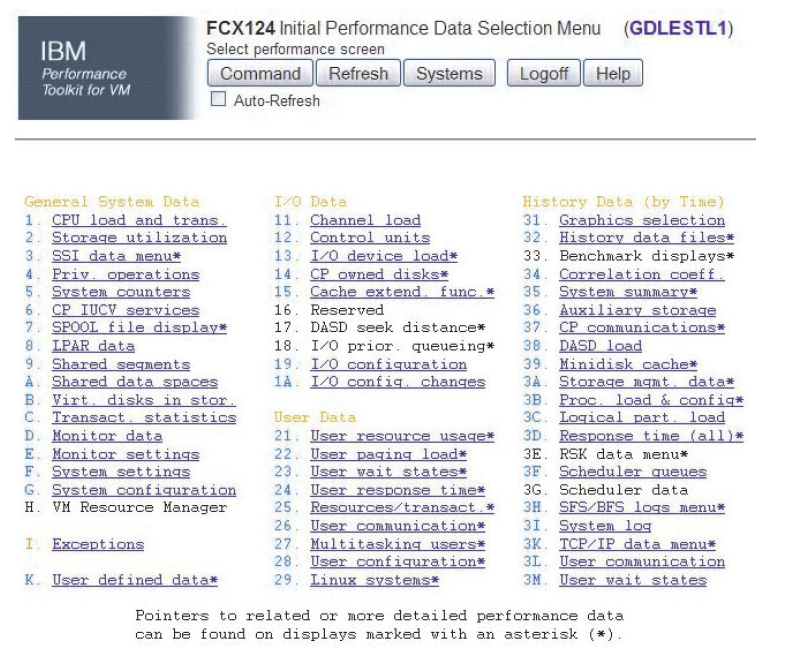 IBM
Performance
Toolkit for VM
FCX124 Initial Performance Data Selection Menu (GDLESTL1)
Select performance screen
Command Refresh Systems Logoff Help
Auto-Refresh
General System Data
1. CPU load and trans.
2. Storage utilization
3. SSI data menu*
4. Priv. operations
5. System counters
6. CP IUCV services
7. SPOOL file display*
8. LPAR data
9. Shared segments
A. Shared data spaces
B. Virt. disks in stor.
C. Transact. statistics
D. Monitor data
E. Monitor settings
F. System settings
G. System configuration
H. VM Resource Manager
I. Exceptions
K. User defined data*
I/O Data
11. Channel load
12. Control units
13. I/O device load*
14. CP owned disks*
15. Cache extend. func.*
16. Reserved
17. DASD seek distance*
18. I/O prior. queueing*
19. I/O configuration
1A. I/O config. changes
User Data
21. User resource usage*
22. User paging load*
23. User wait states*
24. User response time*
25. Resources/transact.*
26. User communication*
27. Multitasking users*
28. User configuration*
29. Linux systems*
History Data (by Time)
31. Graphics selection
32. History data files*
33. Benchmark displays*
34. Correlation coeff.
35. System summary*
36. Auxiliary storage
37. CP communications*
38. DASD load
39. Minidisk cache*
3A. Storage mgmt. data*
3B. Proc. load & config*
3C. Logical part. load
3D. Response time (all)*
3E. RSK data menu*
3F. Scheduler queues
3G. Scheduler data
3H. SFS/BFS logs menu*
3I. System log
3K. TCP/IP data menu*
3L. User communication
3M. User wait states
Pointers to related or more detailed performance data
can be found on displays marked with an asterisk (*).